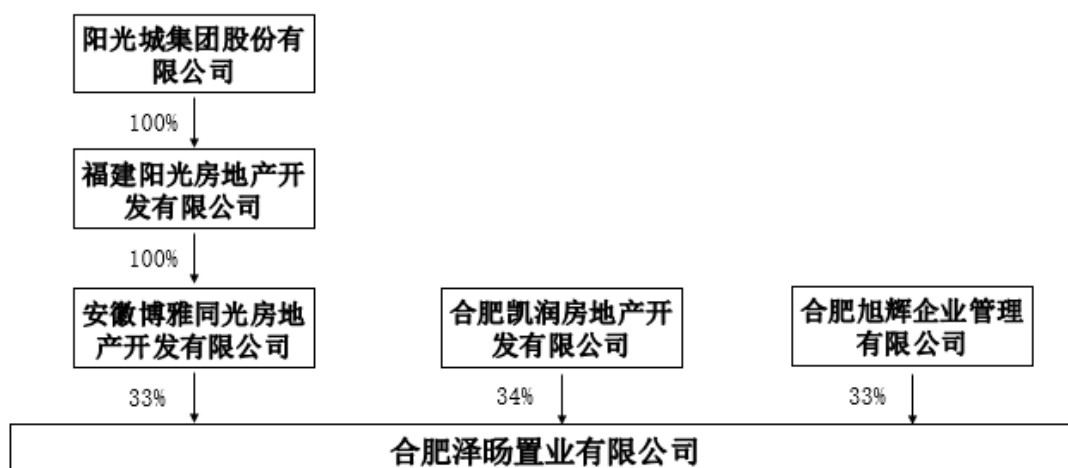 阳光城集团股份有
限公司
100%
福建阳光房地产开
发有限公司
100%
安徽博雅同光房地
产开发有限公司
合肥凯润房地产开
发有限公司
合肥旭辉企业管理
有限公司
33%
34%
33%
合肥泽旸置业有限公司